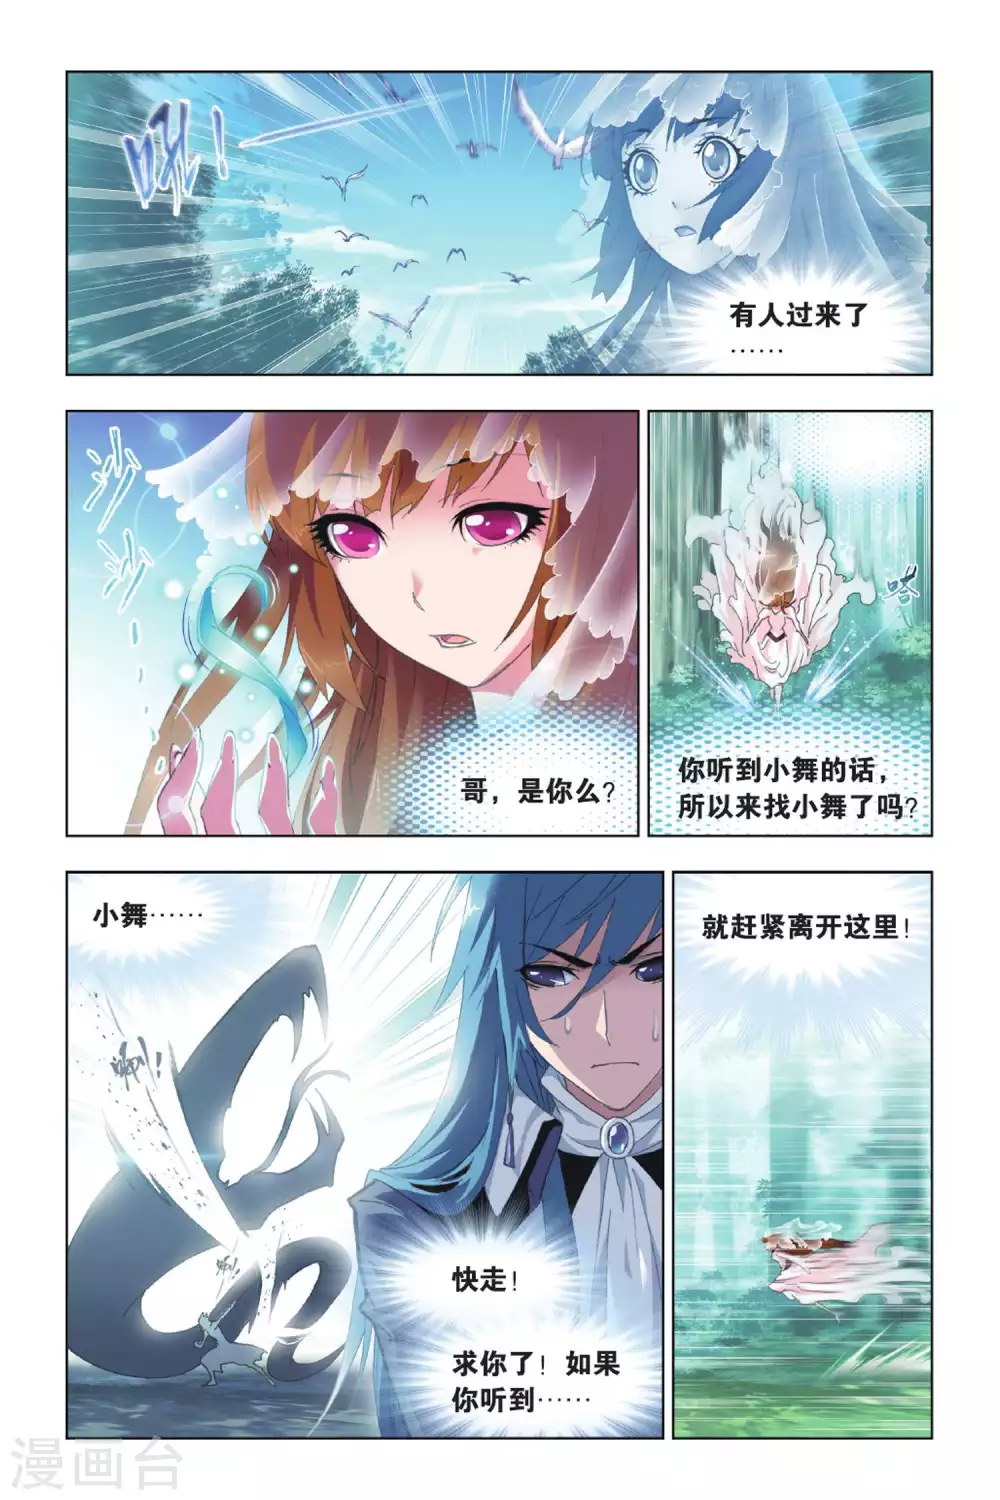 吼!
有人过来了
……
沙
沙
哥，是你么？
嗒
你听到小舞的话，
所以来找小舞了吗？
小舞……
唰!
唰!
快走！
求你了！如果
你听到……
就赶紧离开这里！
漫画台